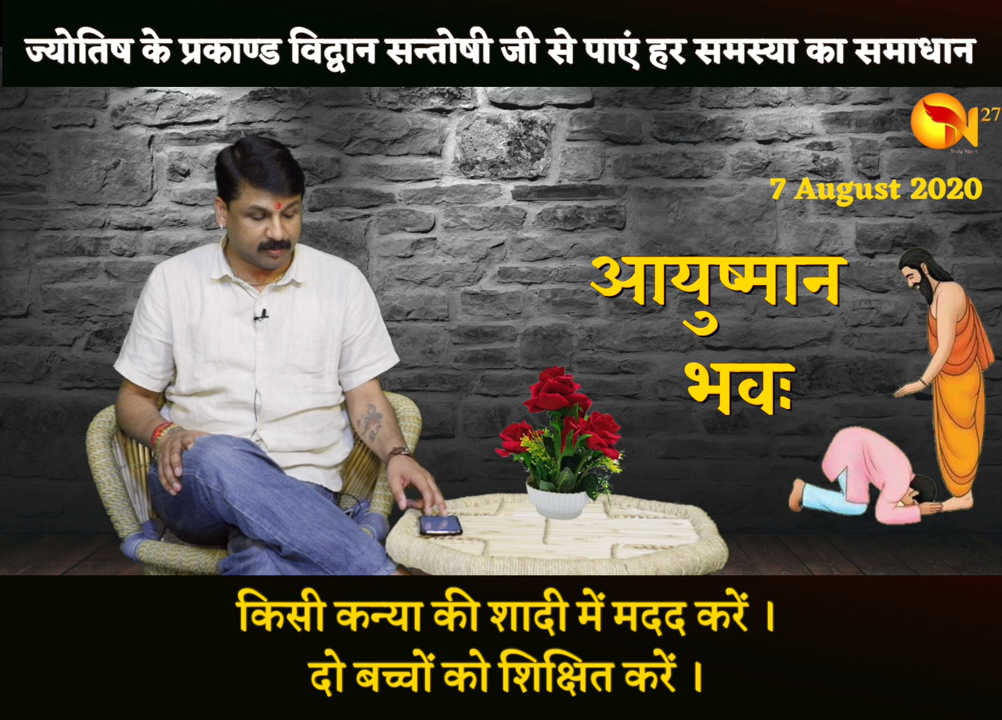 ज्योतिष के प्रकाण्ड विद्वान सन्तोषी जी से पाएं हर समस्या का समाधान
N 27
7 August 2020
आयुष्मान
भवः
किसी कन्या की शादी में मदद करें ।
दो बच्चों को शिक्षित करें ।